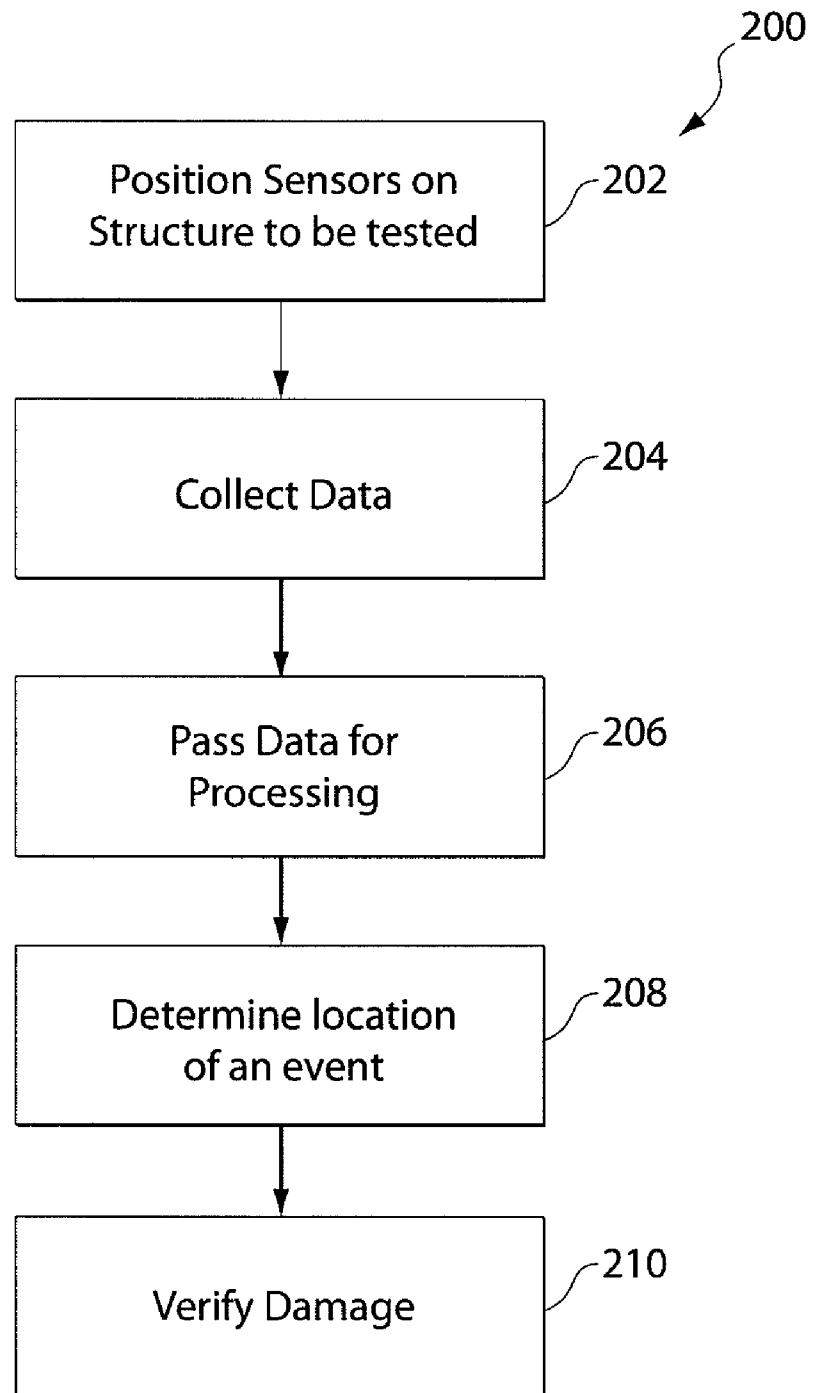 200
Position Sensors on
Structure to be tested
202
Collect Data
204
Pass Data for
Processing
206
Determine location
of an event
208
Verify Damage
210